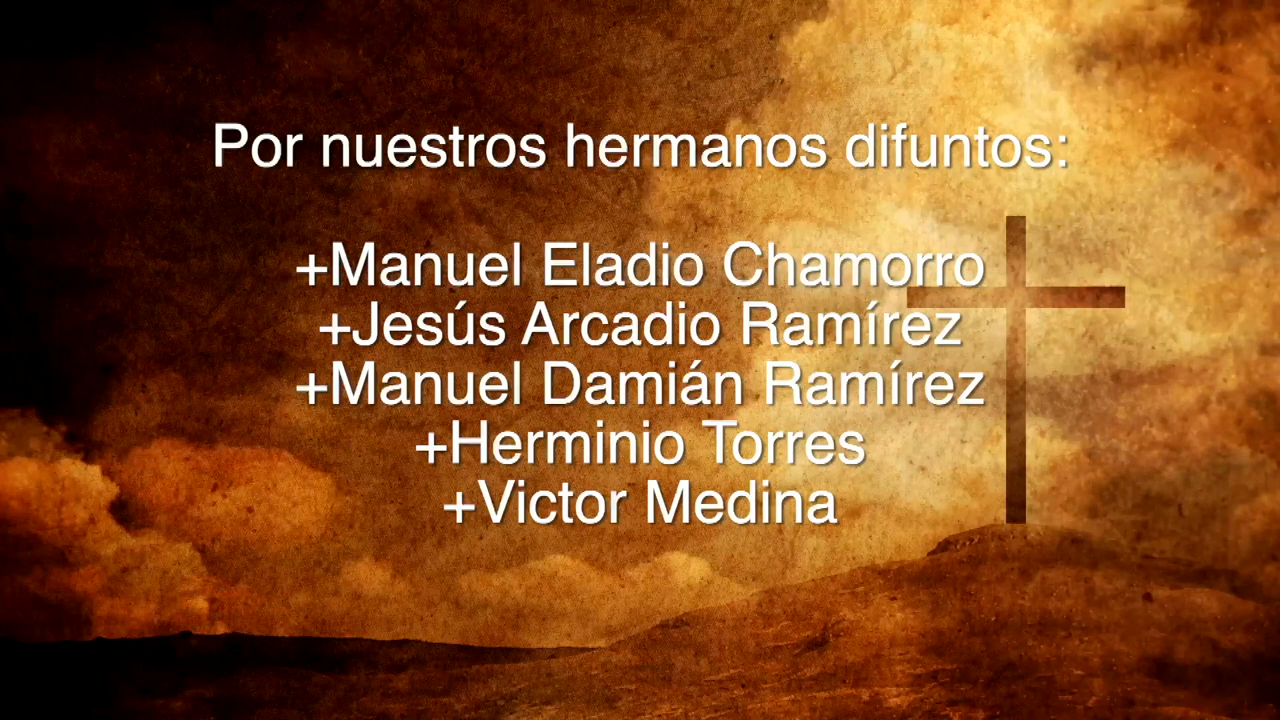 Por nuestros hermanos difuntos:
+Manuel Eladio Chamorro
+Jesús Arcadio Ramírez
+Manuel Damián Ramírez
+Herminio Torres
+Victor Medina